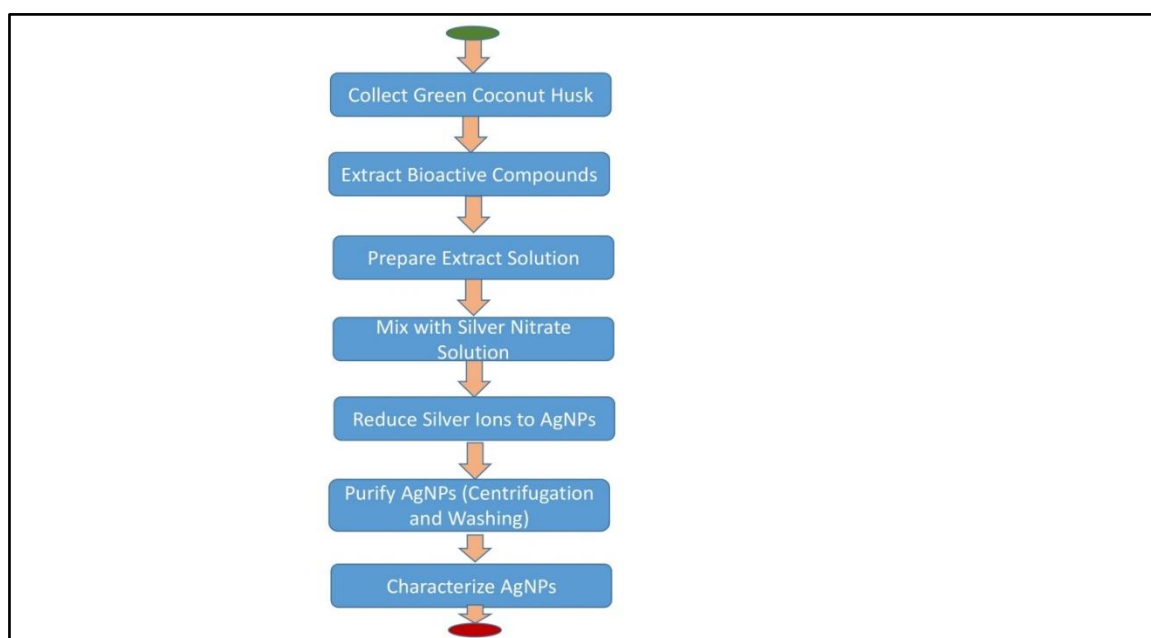 Collect Green Coconut Husk
Extract Bioactive Compounds
Prepare Extract Solution
Mix with Silver Nitrate
Solution
Reduce Silver Ions to AgNPs
Purify AgNPs (Centrifugation
and Washing)
Characterize AgNPs